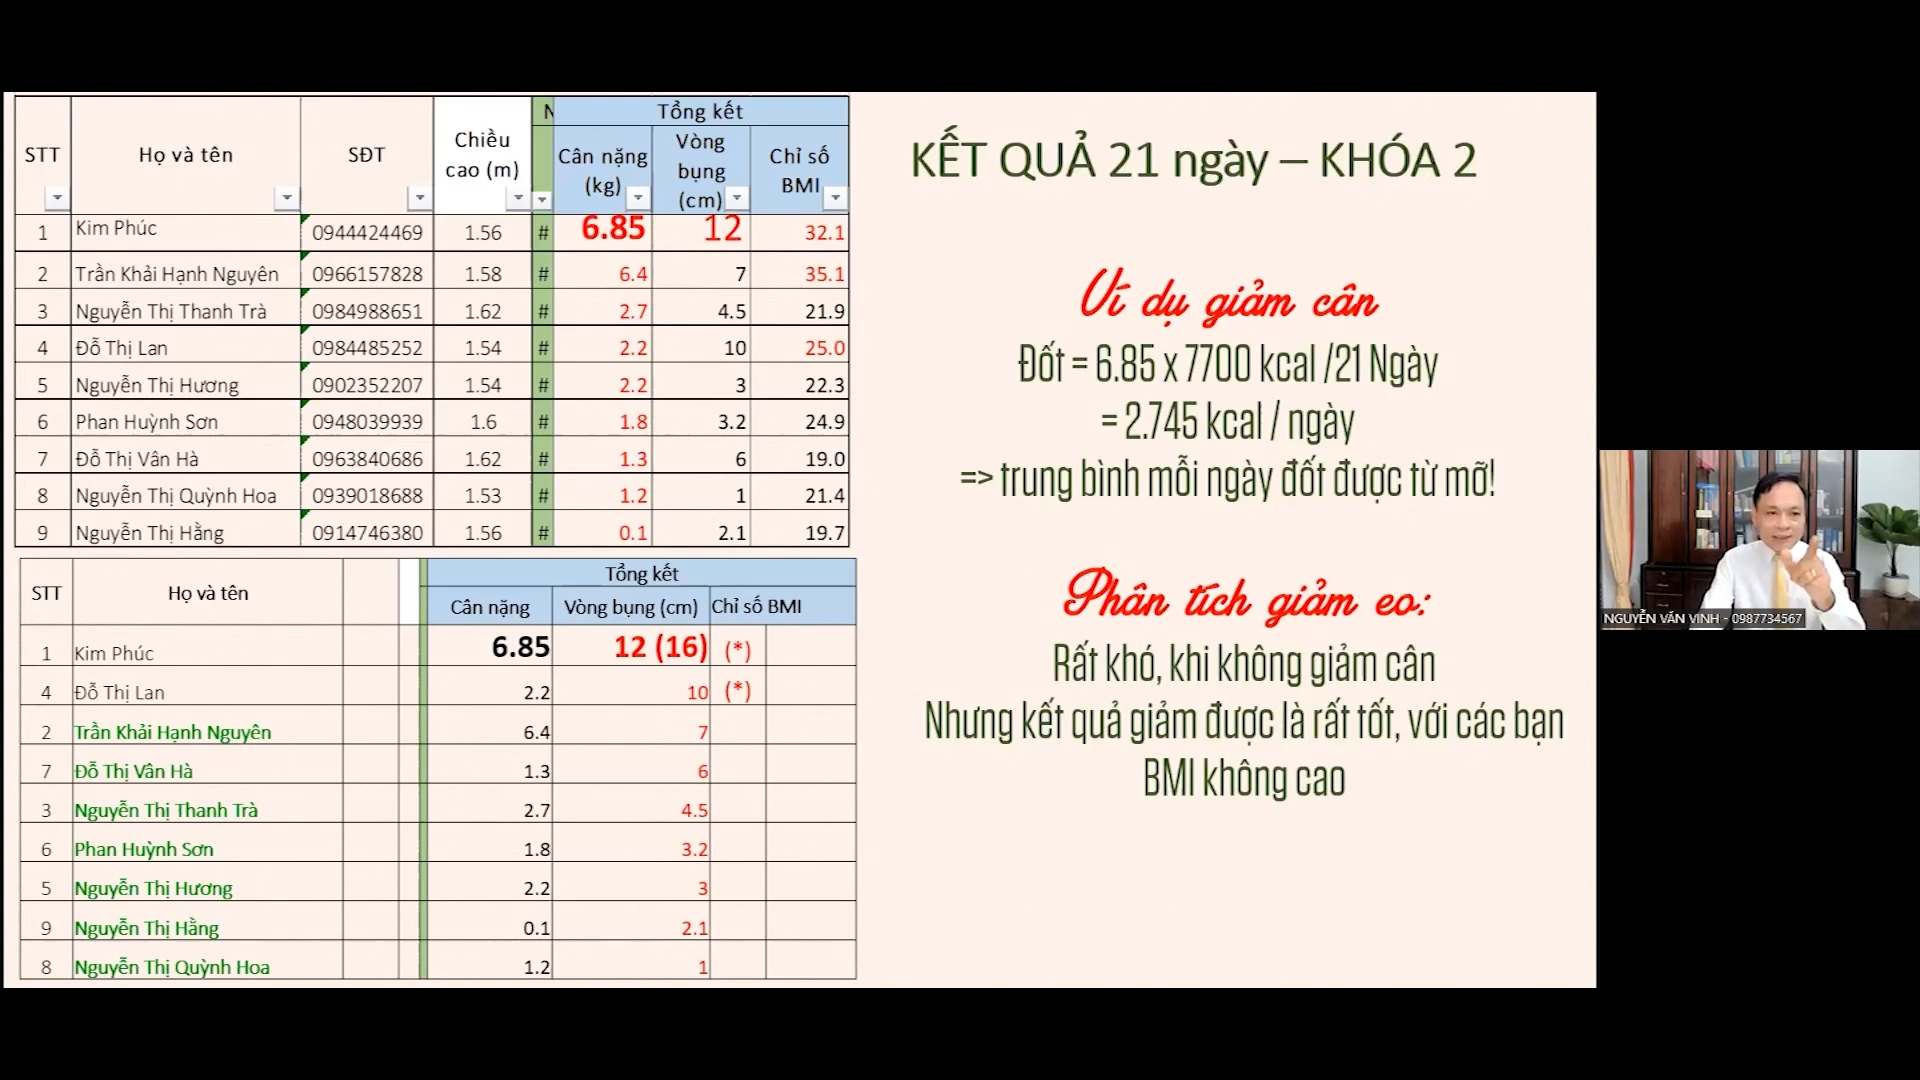 STT Họ và tên SĐT Chiều cao (m) N Tổng kết
Cân nặng (kg) Vòng bụng (cm) Chỉ số BMI
1 Kim Phúc 0944424469 1.56 # 6.85 12 32.1
2 Trần Khải Hạnh Nguyên 0966157828 1.58 # 6.4 7 35.1
3 Nguyễn Thị Thanh Trà 0984988651 1.62 # 2.7 4.5 21.9
4 Đỗ Thị Lan 0984485252 1.54 # 2.2 10 25.0
5 Nguyễn Thị Hương 0902352207 1.54 # 2.2 3 22.3
6 Phan Huỳnh Sơn 0948039939 1.6 # 1.8 3.2 24.9
7 Đỗ Thị Vân Hà 0963840686 1.62 # 1.3 6 19.0
8 Nguyễn Thị Quỳnh Hoa 0939018688 1.53 # 1.2 1 21.4
9 Nguyễn Thị Hằng 0914746380 1.56 # 0.1 2.1 19.7
STT Họ và tên Tổng kết
Cân nặng Vòng bụng (cm) Chỉ số BMI
1 Kim Phúc 6.85 12 (16) (*)
4 Đỗ Thị Lan 2.2 10 (*)
2 Trần Khải Hạnh Nguyên 6.4 7
7 Đỗ Thị Vân Hà 1.3 6
3 Nguyễn Thị Thanh Trà 2.7 4.5
6 Phan Huỳnh Sơn 1.8 3.2
5 Nguyễn Thị Hương 2.2 3
9 Nguyễn Thị Hằng 0.1 2.1
8 Nguyễn Thị Quỳnh Hoa 1.2 1
KẾT QUẢ 21 ngày – KHÓA 2
Ví dụ giảm cân
Đốt = 6.85 x 7700 kcal /21 Ngày
= 2.745 kcal / ngày
=> trung bình mỗi ngày đốt được từ mỡ!
Phân tích giảm eo:
Rất khó, khi không giảm cân
Nhưng kết quả giảm được là rất tốt, với các bạn
BMI không cao
NGUYỄN VĂN VINH - 0987734567